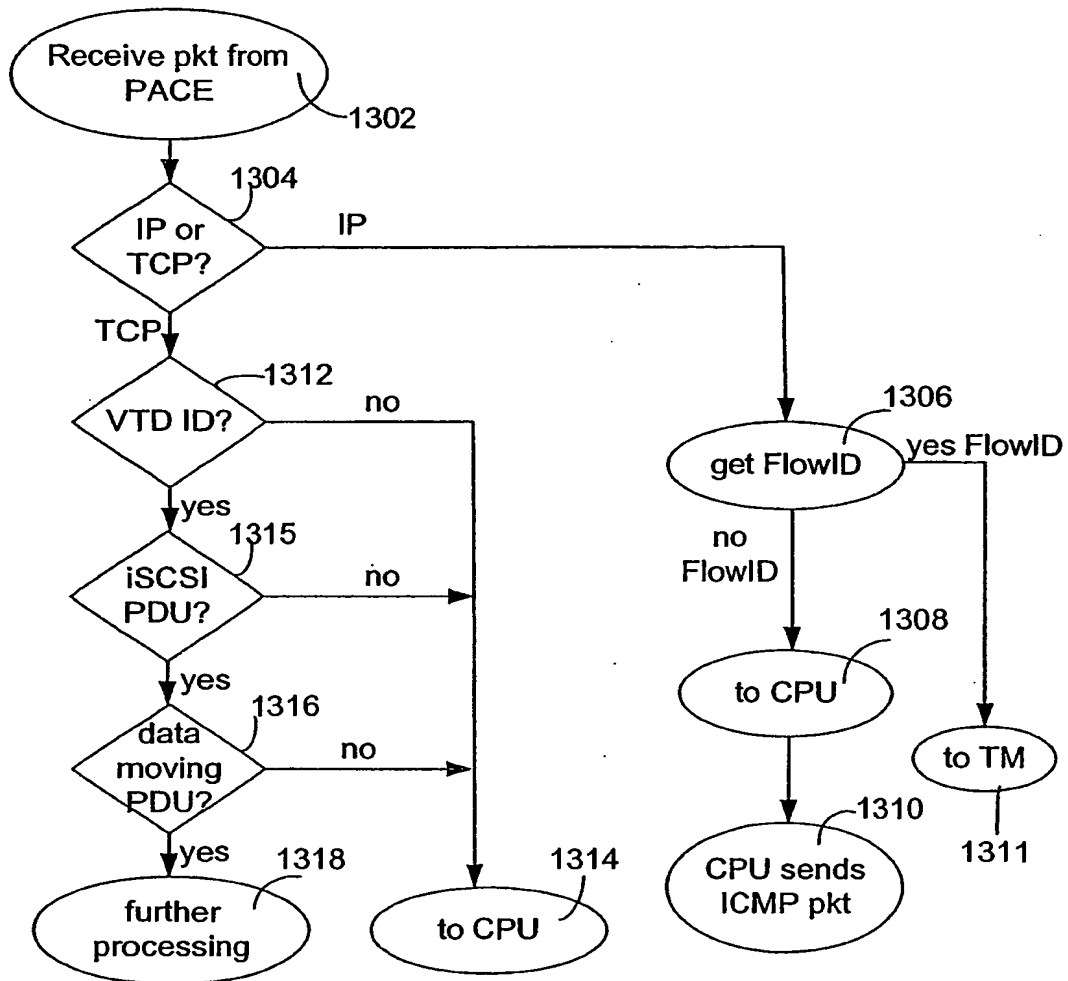 Receive pkt from
PACE
1302
1304
IP or
TCP?
IP
TCP
1312
VTD ID?
no
1306
get FlowID
yes FlowID
yes
1315
iSCSI
PDU?
no
no
FlowID
1308
to CPU
yes
1316
data
moving
PDU?
no
to TM
1311
yes
1310
CPU sends
ICMP pkt
1318
further
processing
1314
to CPU